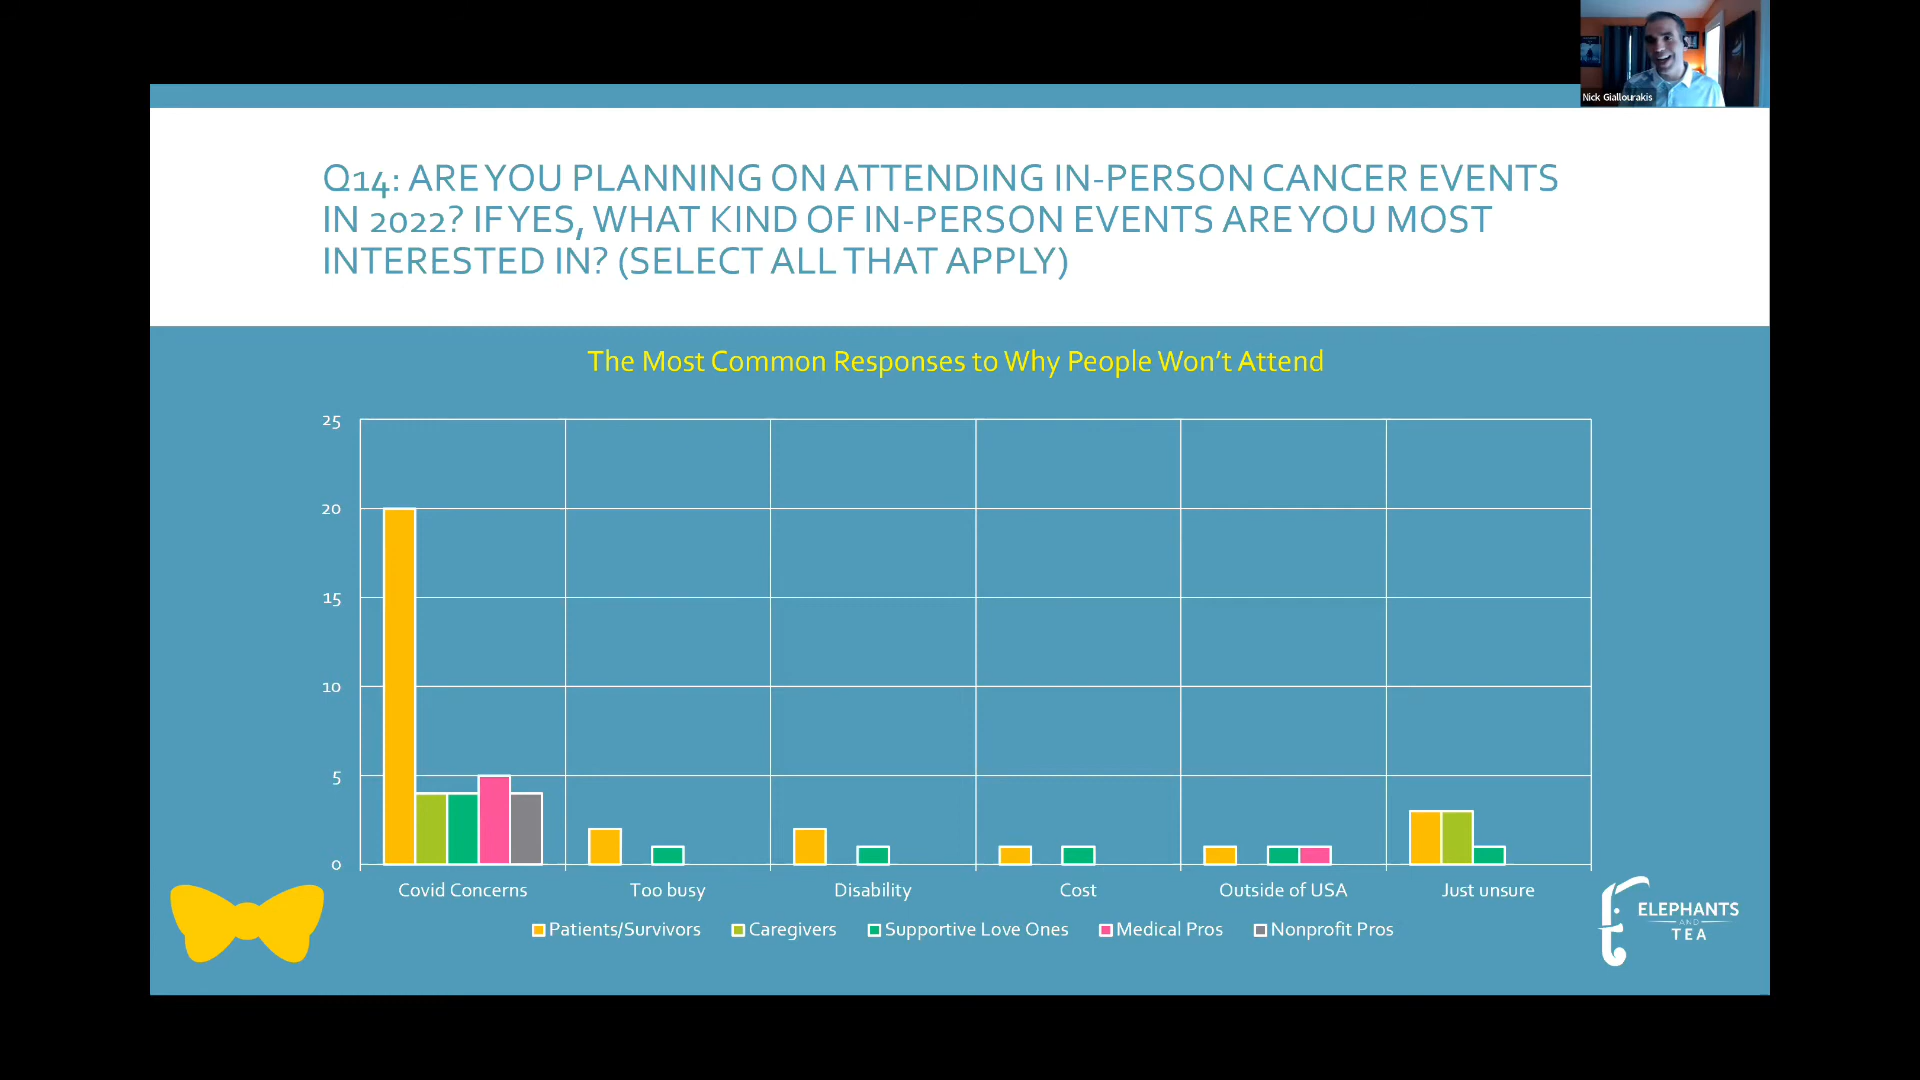 Nick Giallourakis
Q14: ARE YOU PLANNING ON ATTENDING IN-PERSON CANCER EVENTS
IN 2022? IF YES, WHAT KIND OF IN-PERSON EVENTS ARE YOU MOST
INTERESTED IN? (SELECT ALL THAT APPLY)
The Most Common Responses to Why People Won't Attend
25
20
15
10
5
0
Covid Concerns Too busy Disability Cost Outside of USA Just unsure
Patients/Survivors Caregivers Supportive Love Ones Medical Pros Nonprofit Pros
ELEPHANTS
AND
TEA